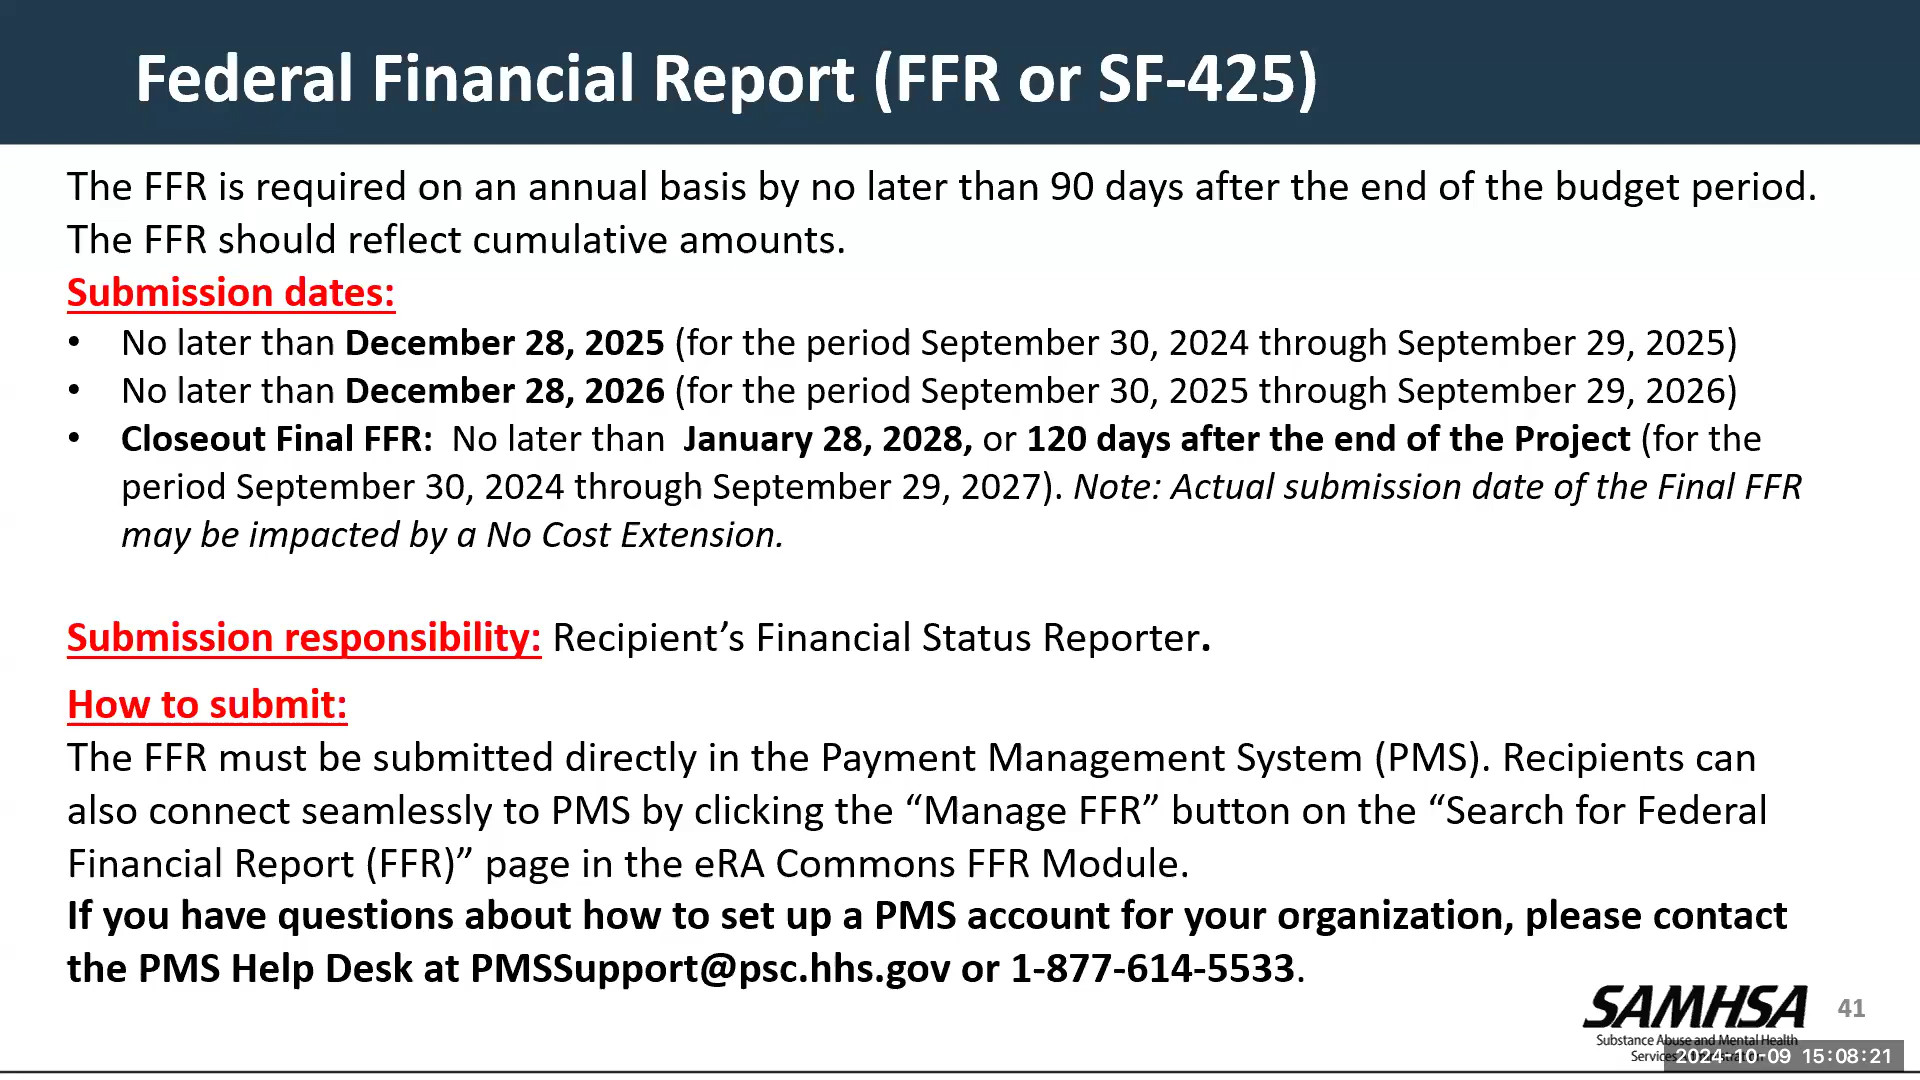 Federal Financial Report (FFR or SF-425)
The FFR is required on an annual basis by no later than 90 days after the end of the budget period.
The FFR should reflect cumulative amounts.
Submission dates:
• No later than December 28, 2025 (for the period September 30, 2024 through September 29, 2025)
• No later than December 28, 2026 (for the period September 30, 2025 through September 29, 2026)
• Closeout Final FFR: No later than January 28, 2028, or 120 days after the end of the Project (for the
period September 30, 2024 through September 29, 2027). Note: Actual submission date of the Final FFR
may be impacted by a No Cost Extension.
Submission responsibility: Recipient’s Financial Status Reporter.
How to submit:
The FFR must be submitted directly in the Payment Management System (PMS). Recipients can
also connect seamlessly to PMS by clicking the “Manage FFR” button on the “Search for Federal
Financial Report (FFR)” page in the eRA Commons FFR Module.
If you have questions about how to set up a PMS account for your organization, please contact
the PMS Help Desk at PMSSupport@psc.hhs.gov or 1-877-614-5533.
SAMHSA
41
Substance Abuse and Mental Health
2024-10-09 15:08:21